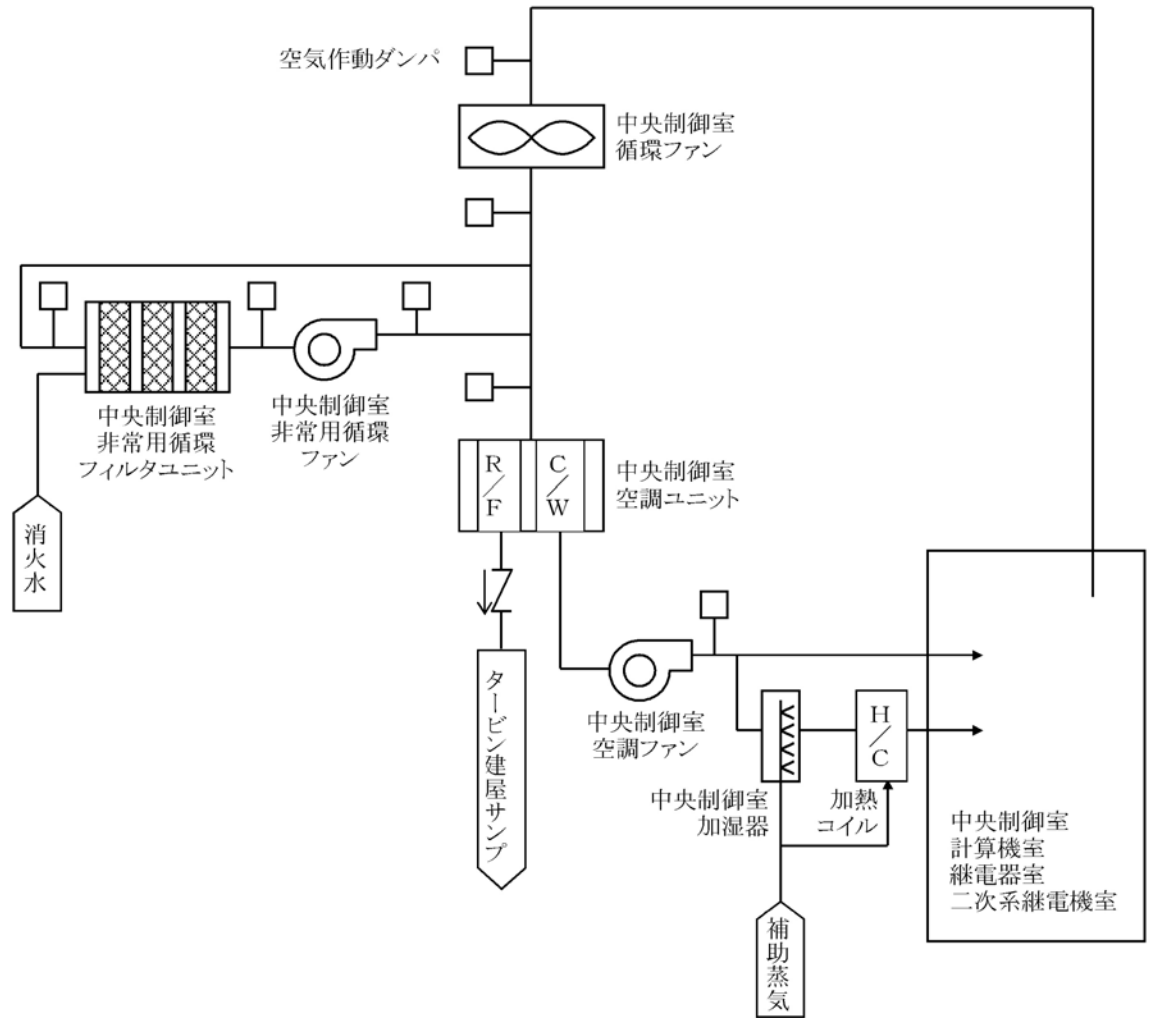 空気作動ダンパ
中央制御室
循環ファン
中央制御室
非常用循環
フィルタユニット
中央制御室
非常用循環
ファン
R/F
C/W
中央制御室
空調ユニット
消火水
タービン建屋サンプ
中央制御室
空調ファン
H/C
中央制御室
加湿器
加熱
コイル
補助蒸気
中央制御室
計算機室
継電器室
二次系継電機室